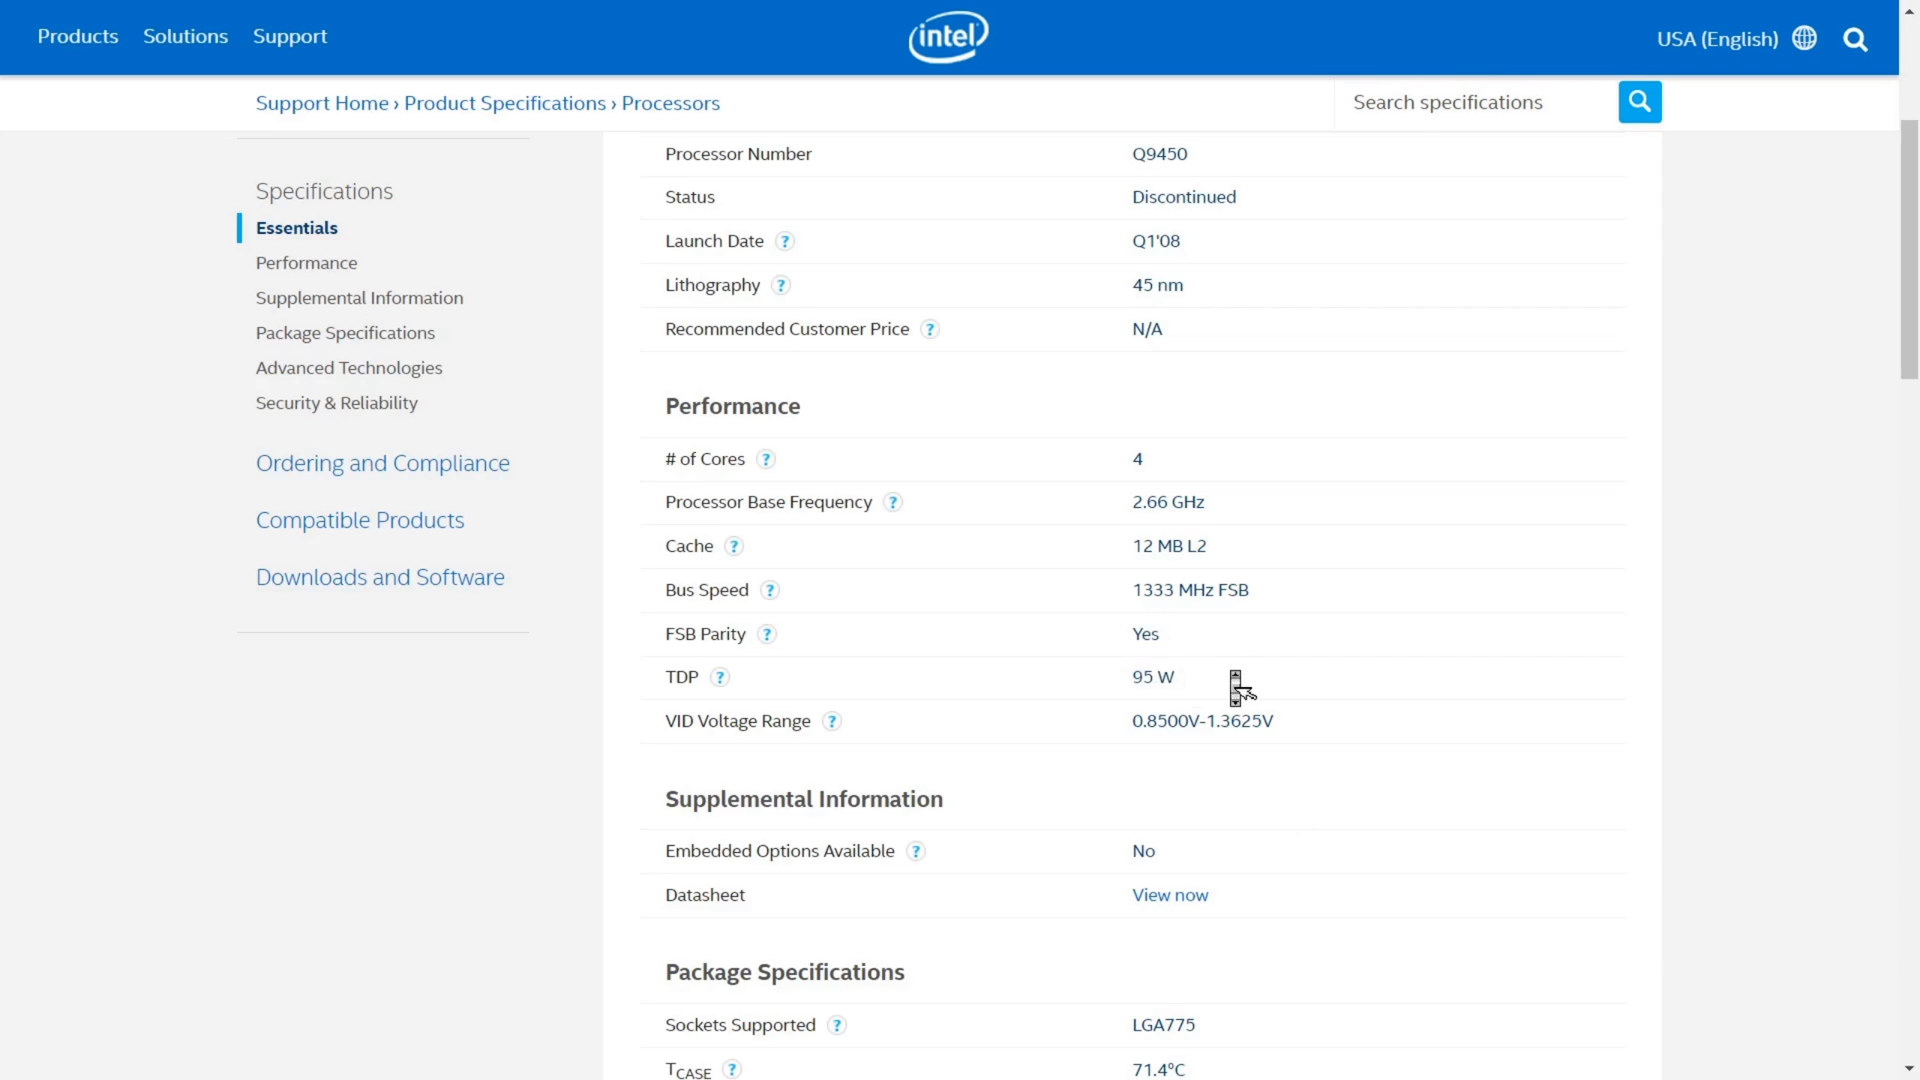 Products Solutions Support
intel
USA (English)
Support Home › Product Specifications › Processors
Search specifications
Specifications
Essentials
Performance
Supplemental Information
Package Specifications
Advanced Technologies
Security & Reliability
Ordering and Compliance
Compatible Products
Downloads and Software
Processor Number Q9450
Status Discontinued
Launch Date ? Q1'08
Lithography ? 45 nm
Recommended Customer Price ? N/A
Performance
# of Cores ? 4
Processor Base Frequency ? 2.66 GHz
Cache ? 12 MB L2
Bus Speed ? 1333 MHz FSB
FSB Parity ? Yes
TDP ? 95 W
VID Voltage Range ? 0.8500V-1.3625V
Supplemental Information
Embedded Options Available ? No
Datasheet View now
Package Specifications
Sockets Supported ? LGA775
TCASE ? 71.4°C